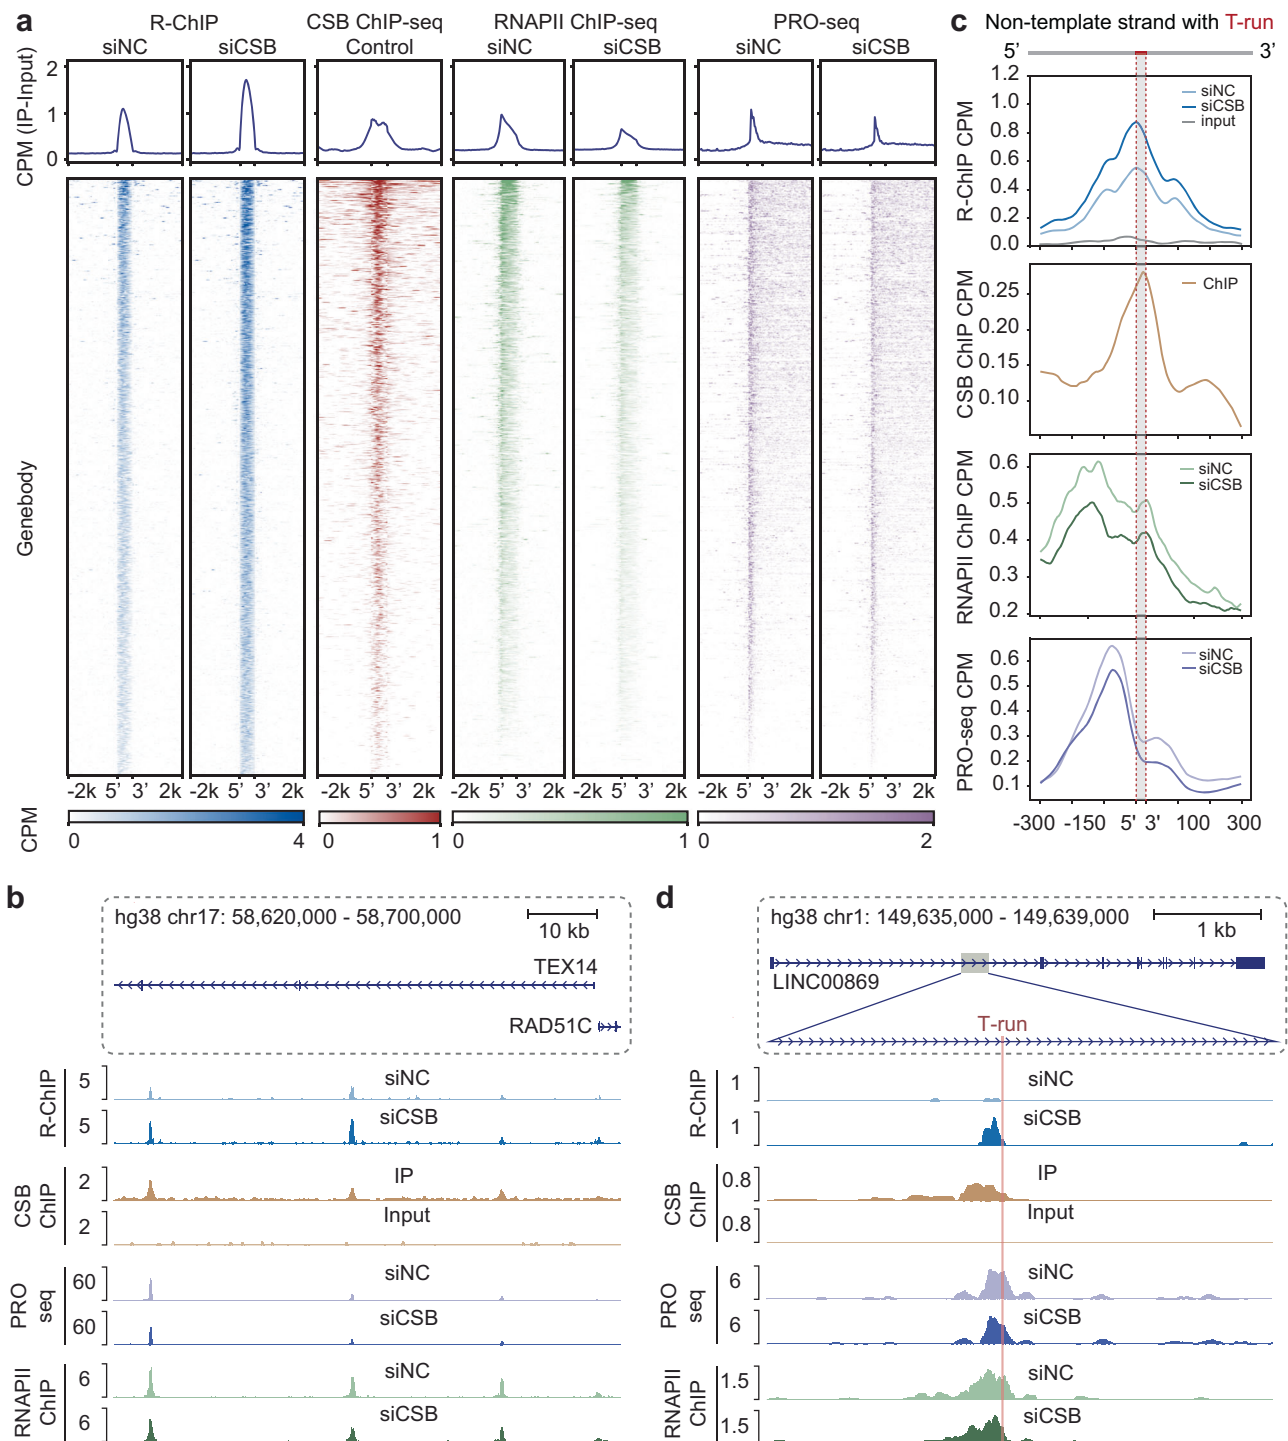 a
R-ChIP
CSB ChIP-seq
RNAPII ChIP-seq
PRO-seq
siNC
siCSB
Control
siNC
siCSB
siNC
siCSB
CPM (IP-Input)
2
1
0
Genebody
-2k 5' 3' 2k
-2k 5' 3' 2k
-2k 5' 3' 2k
-2k 5' 3' 2k
-2k 5' 3' 2k
-2k 5' 3' 2k
-2k 5' 3' 2k
CPM
0
4
0
1
0
1
0
2
c
Non-template strand with T-run
5'
3'
R-ChIP CPM
1.2
1.0
0.8
0.6
0.4
0.2
0.0
siNC
siCSB
input
CSB ChIP CPM
0.25
0.20
0.15
0.10
ChIP
RNAPII ChIP CPM
0.6
0.5
0.4
0.3
0.2
siNC
siCSB
PRO-seq CPM
0.6
0.5
0.4
0.3
0.2
0.1
siNC
siCSB
-300 -150 5' 3' 100 300
b
hg38 chr17: 58,620,000 - 58,700,000
10 kb
TEX14
RAD51C
R-ChIP
5
siNC
5
siCSB
CSB
ChIP
2
IP
2
Input
PRO
seq
60
siNC
60
siCSB
RNAPII
ChIP
6
siNC
6
siCSB
d
hg38 chr1: 149,635,000 - 149,639,000
1 kb
LINC00869
T-run
R-ChIP
1
siNC
1
siCSB
CSB
ChIP
0.8
IP
0.8
Input
PRO
seq
6
siNC
6
siCSB
RNAPII
ChIP
1.5
siNC
1.5
siCSB